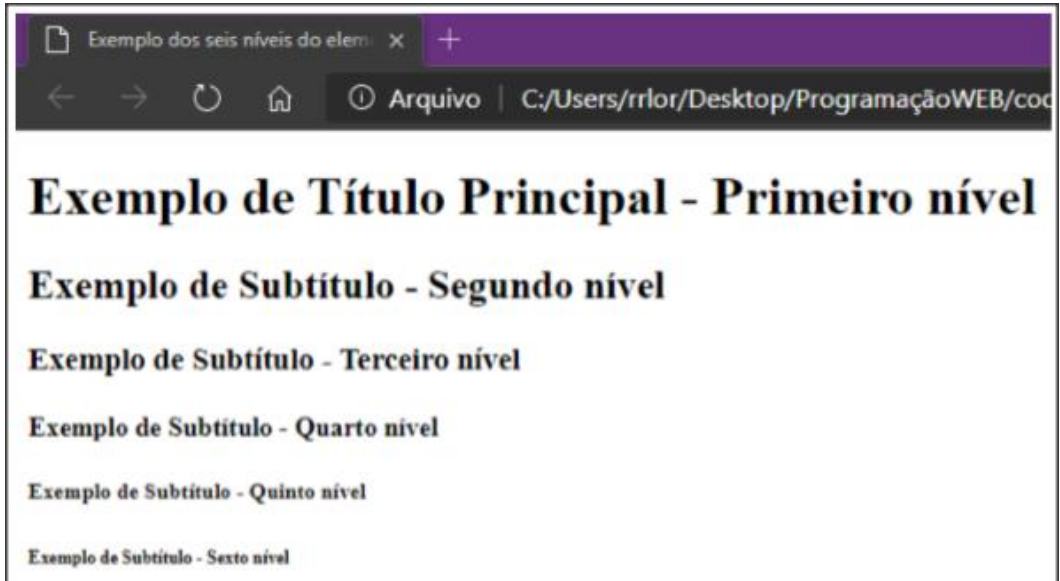 Exemplo dos seis níveis do elem
Arquivo | C:/Users/rrlor/Desktop/ProgramaçãoWEB/coc
Exemplo de Título Principal - Primeiro nível
Exemplo de Subtítulo - Segundo nível
Exemplo de Subtítulo - Terceiro nível
Exemplo de Subtítulo - Quarto nível
Exemplo de Subtítulo - Quinto nível
Exemplo de Subtítulo - Sexto nível